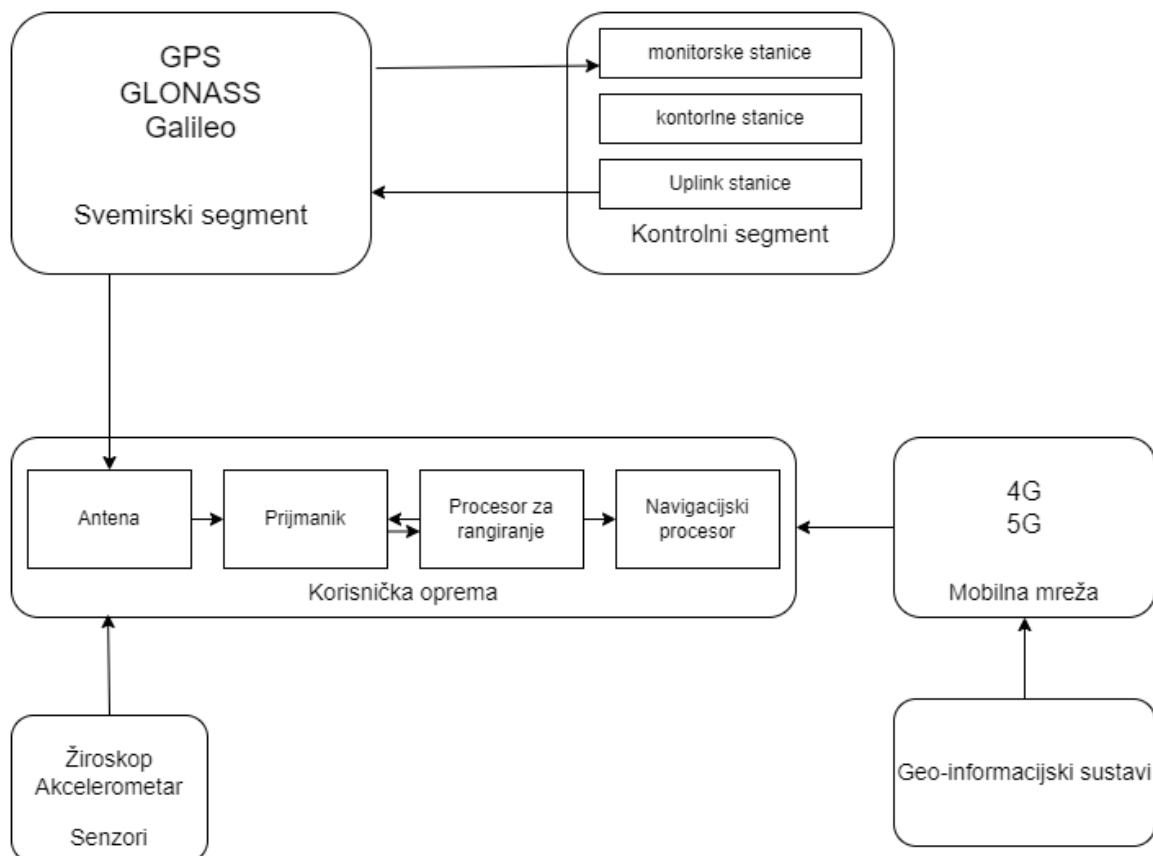 GPS
GLONASS
Galileo
Svemirski segment
monitorske stanice
kontorlne stanice
Uplink stanice
Kontrolni segment
Antena
Prijmanik
Procesor za
rangiranje
Navigacijski
procesor
Korisnička oprema
4G
5G
Mobilna mreža
Žiroskop
Akcelerometar
Senzori
Geo-informacijski sustavi